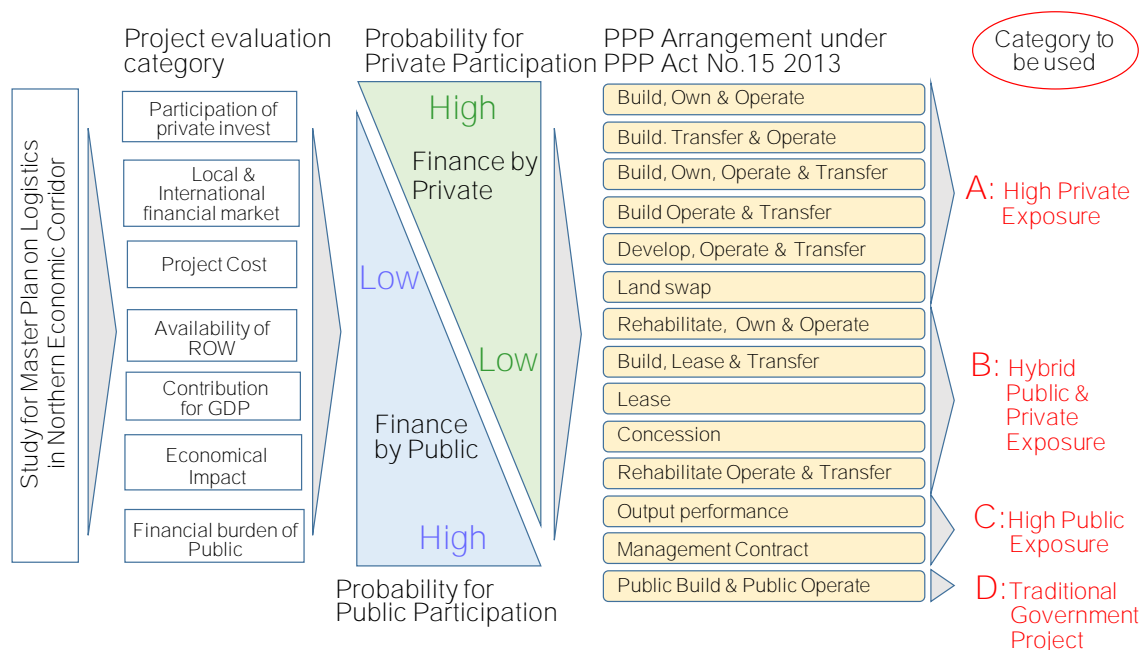 Project evaluation
category
Probability for
Private Participation
PPP Arrangement under
PPP Act No.15 2013
Category to
be used
Study for Master Plan on Logistics
in Northern Economic Corridor
Participation of
private invest
Local &
International
financial market
Project Cost
Availability of
ROW
Contribution
for GDP
Economical
Impact
Financial burden of
Public
High
Finance by
Private
Low
Low
Finance
by Public
High
Probability for
Public Participation
Build, Own & Operate
Build. Transfer & Operate
Build, Own, Operate & Transfer
Build Operate & Transfer
Develop, Operate & Transfer
Land swap
Rehabilitate, Own & Operate
Build, Lease & Transfer
Lease
Concession
Rehabilitate Operate & Transfer
Output performance
Management Contract
Public Build & Public Operate
A: High Private
Exposure
B: Hybrid
Public &
Private
Exposure
C: High Public
Exposure
D: Traditional
Government
Project